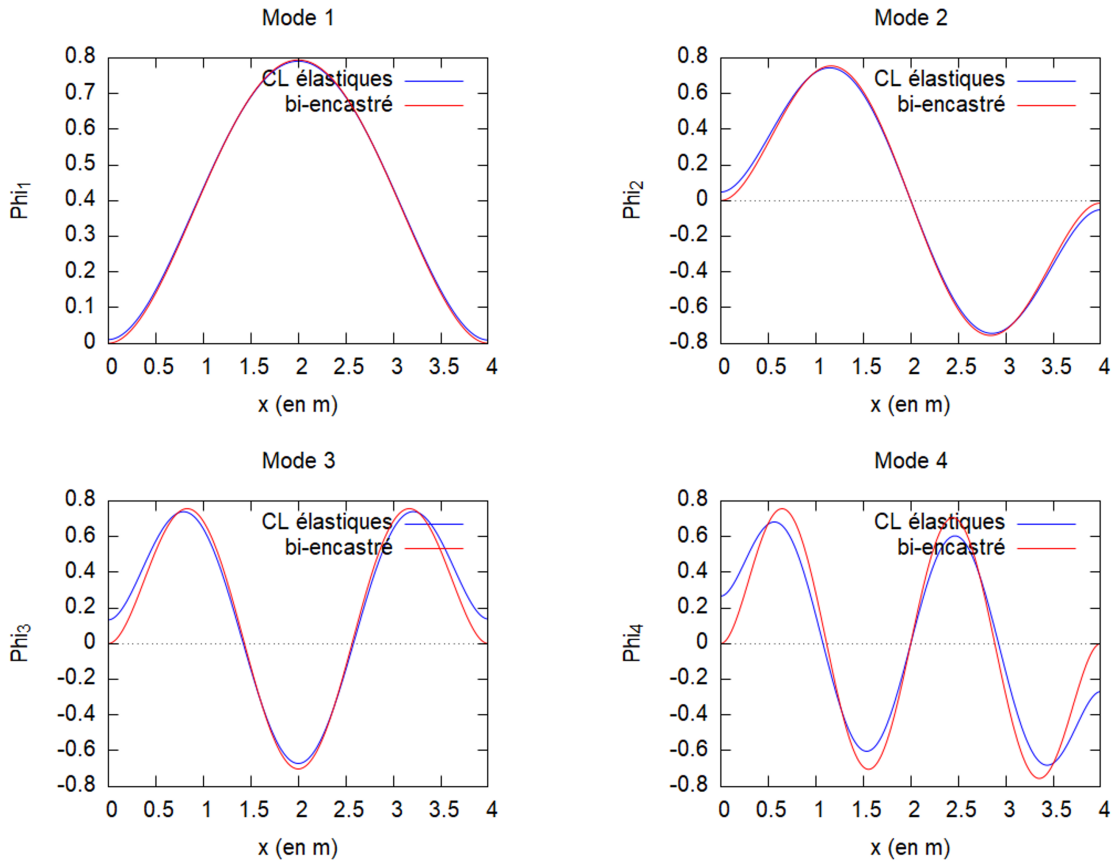 Mode 1
0.8
CL élastiques
bi-encastré
0.7
0.6
0.5
0.4
0.3
0.2
0.1
0
Phi1
0 0.5 1 1.5 2 2.5 3 3.5 4
x (en m)
Mode 2
0.8
CL élastiques
bi-encastré
0.6
0.4
0.2
0
-0.2
-0.4
-0.6
-0.8
Phi2
0 0.5 1 1.5 2 2.5 3 3.5 4
x (en m)
Mode 3
0.8
CL élastiques
bi-encastré
0.6
0.4
0.2
0
-0.2
-0.4
-0.6
-0.8
Phi3
0 0.5 1 1.5 2 2.5 3 3.5 4
x (en m)
Mode 4
0.8
CL élastiques
bi-encastré
0.6
0.4
0.2
0
-0.2
-0.4
-0.6
-0.8
Phi4
0 0.5 1 1.5 2 2.5 3 3.5 4
x (en m)